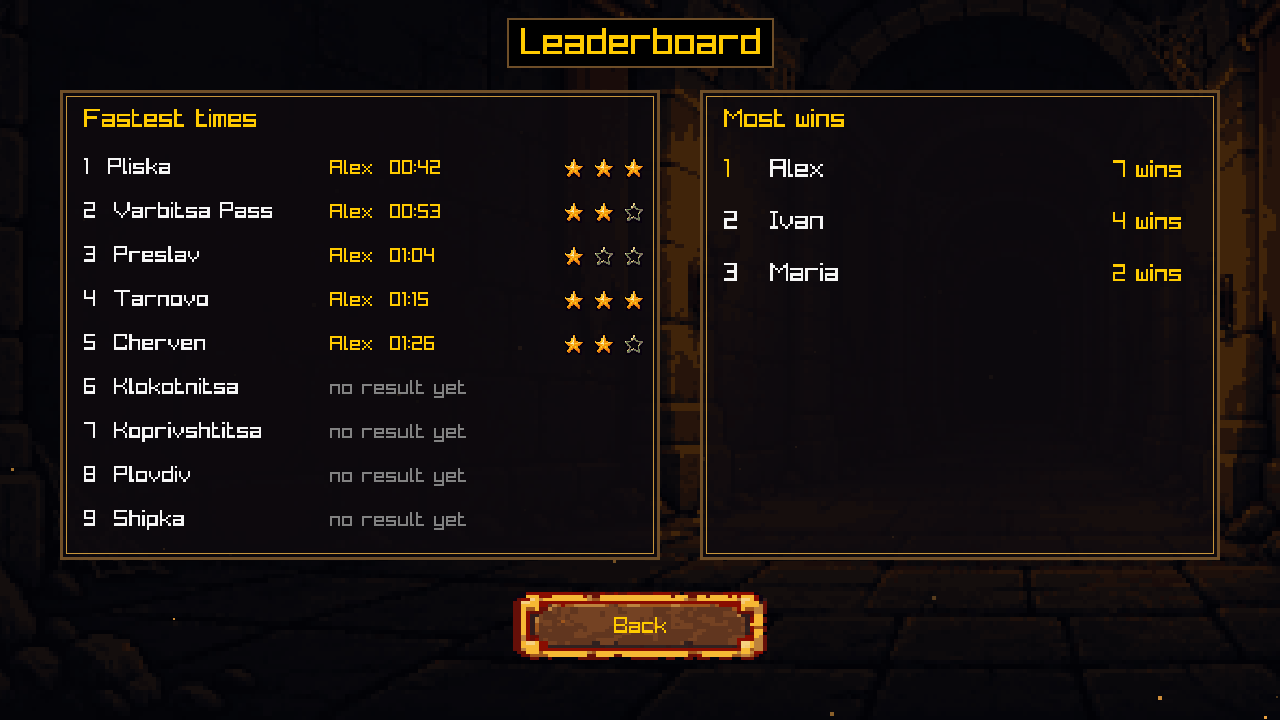 Leaderboard
Fastest times
1 Pliska Alex 00:42
2 Varbitsa Pass Alex 00:53
3 Preslav Alex 01:04
4 Tarnovo Alex 01:15
5 Cherven Alex 01:26
6 Klokotnitsa no result yet
7 Koprivshtitsa no result yet
8 Plovdiv no result yet
9 Shipka no result yet
Most wins
1 Alex 7 wins
2 Ivan 4 wins
3 Maria 2 wins
Back